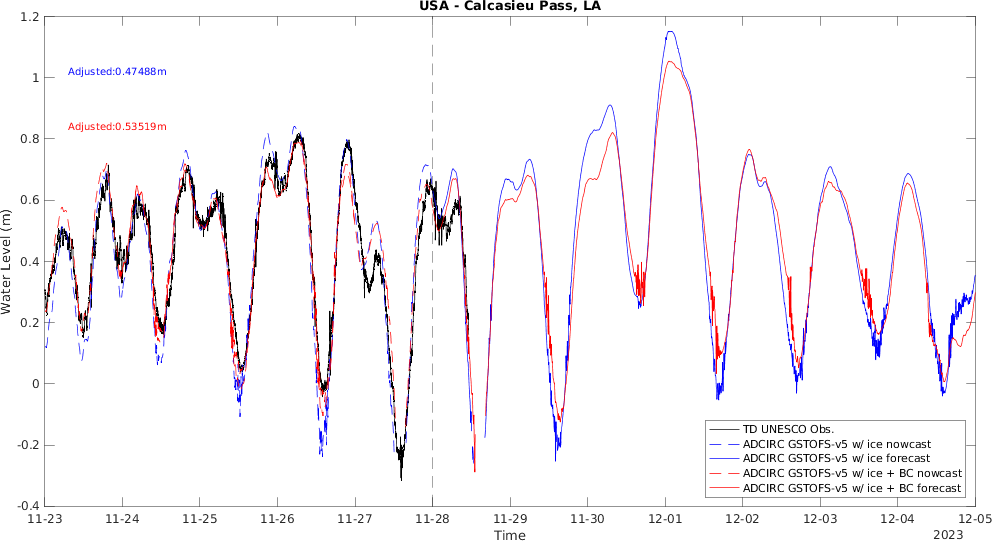 USA - Calcasieu Pass, LA
1.2
1
0.8
0.6
0.4
0.2
0
-0.2
-0.4
Water Level (m)
Adjusted:0.47488m
Adjusted:0.53519m
TD UNESCO Obs.
ADCIRC GSTOFS-v5 w/ ice nowcast
ADCIRC GSTOFS-v5 w/ ice forecast
ADCIRC GSTOFS-v5 w/ ice + BC nowcast
ADCIRC GSTOFS-v5 w/ ice + BC forecast
11-23 11-24 11-25 11-26 11-27 11-28 11-29 11-30 12-01 12-02 12-03 12-04 12-05
Time
2023